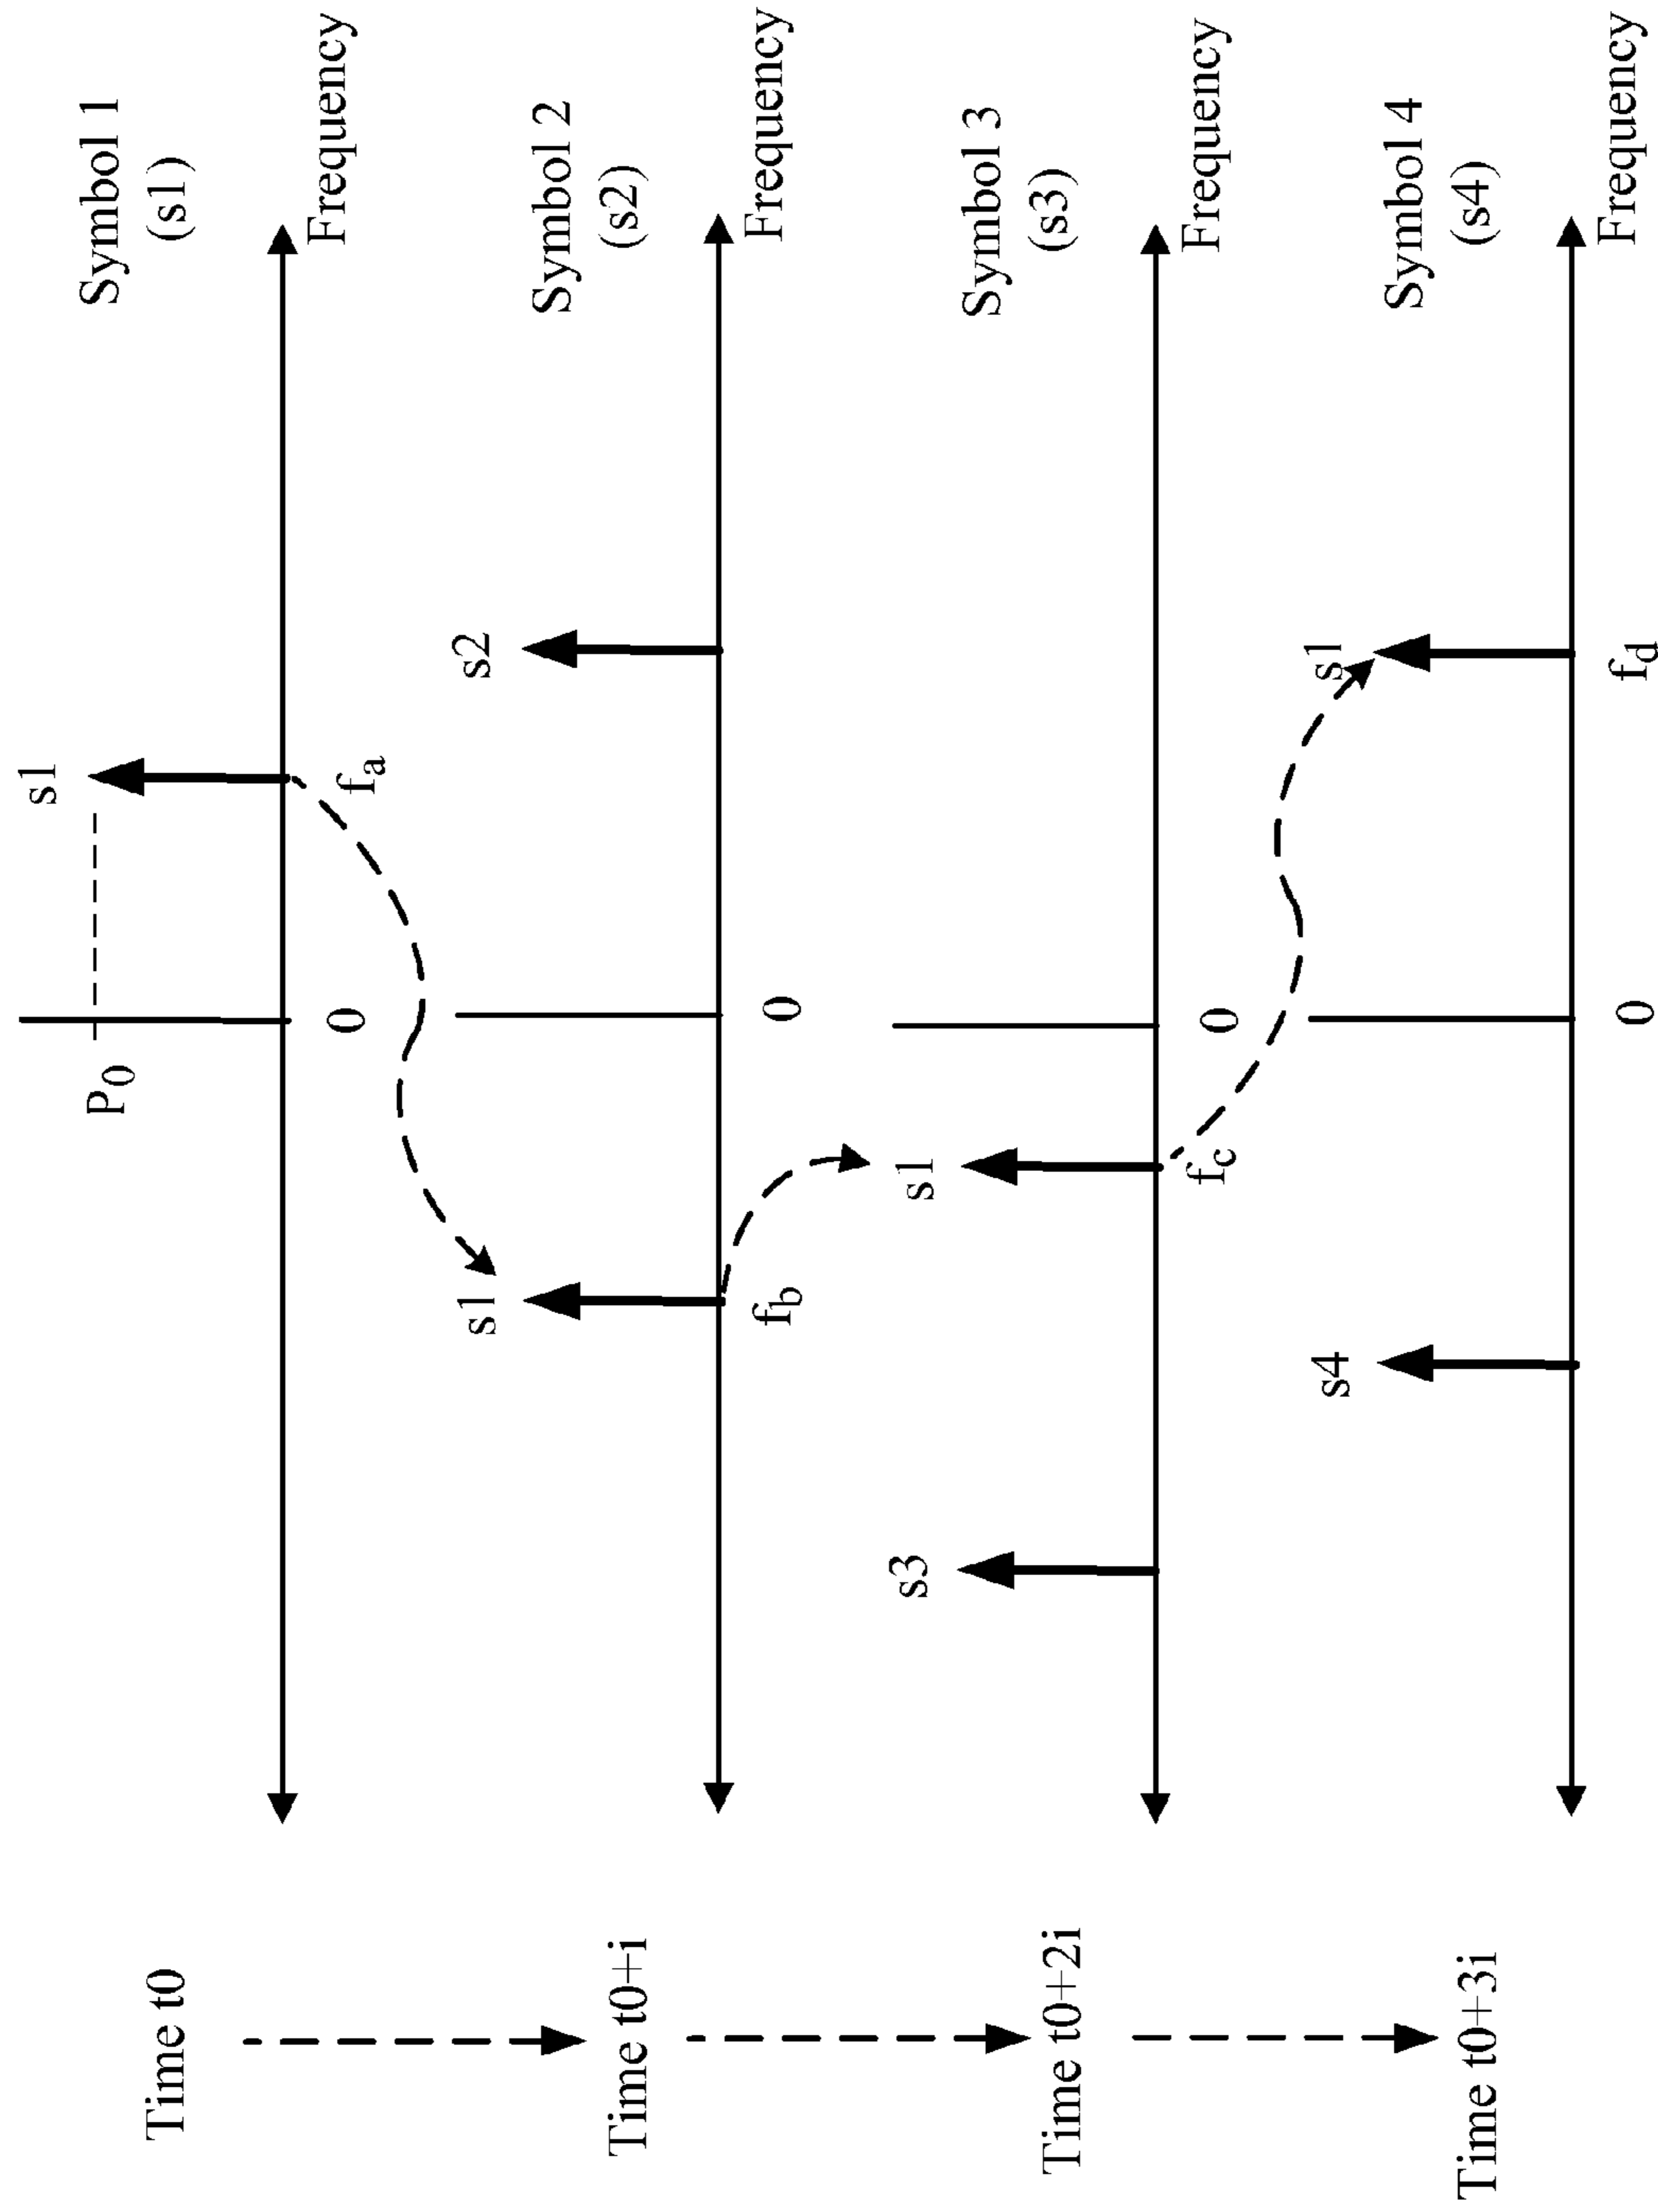 Time t0
P0
0
s1
fa
Symbol 1
(s1)
Frequency
Time t0+i
s1
fb
0
s2
Symbol 2
(s2)
Frequency
Time t0+2i
s3
s1
fc
0
Symbol 3
(s3)
Frequency
Time t0+3i
s4
0
s1
fd
Symbol 4
(s4)
Frequency